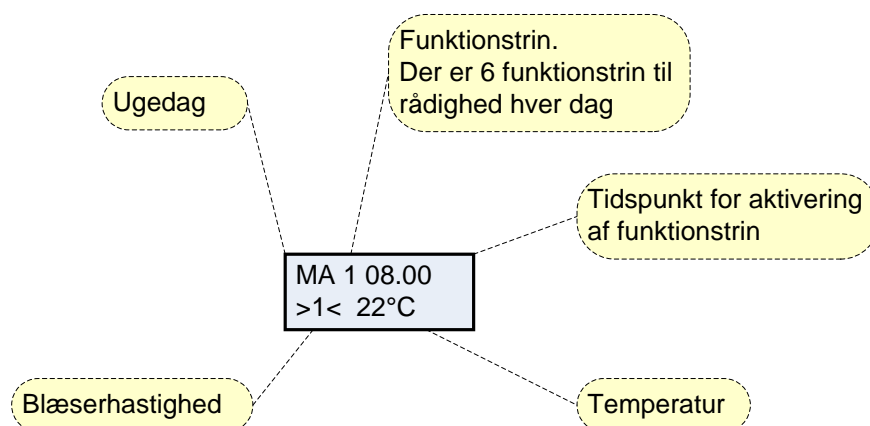 Funktionstrin.
Der er 6 funktionstrin til
rådighed hver dag
Ugedag
Tidspunkt for aktivering
af funktionstrin
MA 1 08.00
>1<  22°C
Blæserhastighed
Temperatur